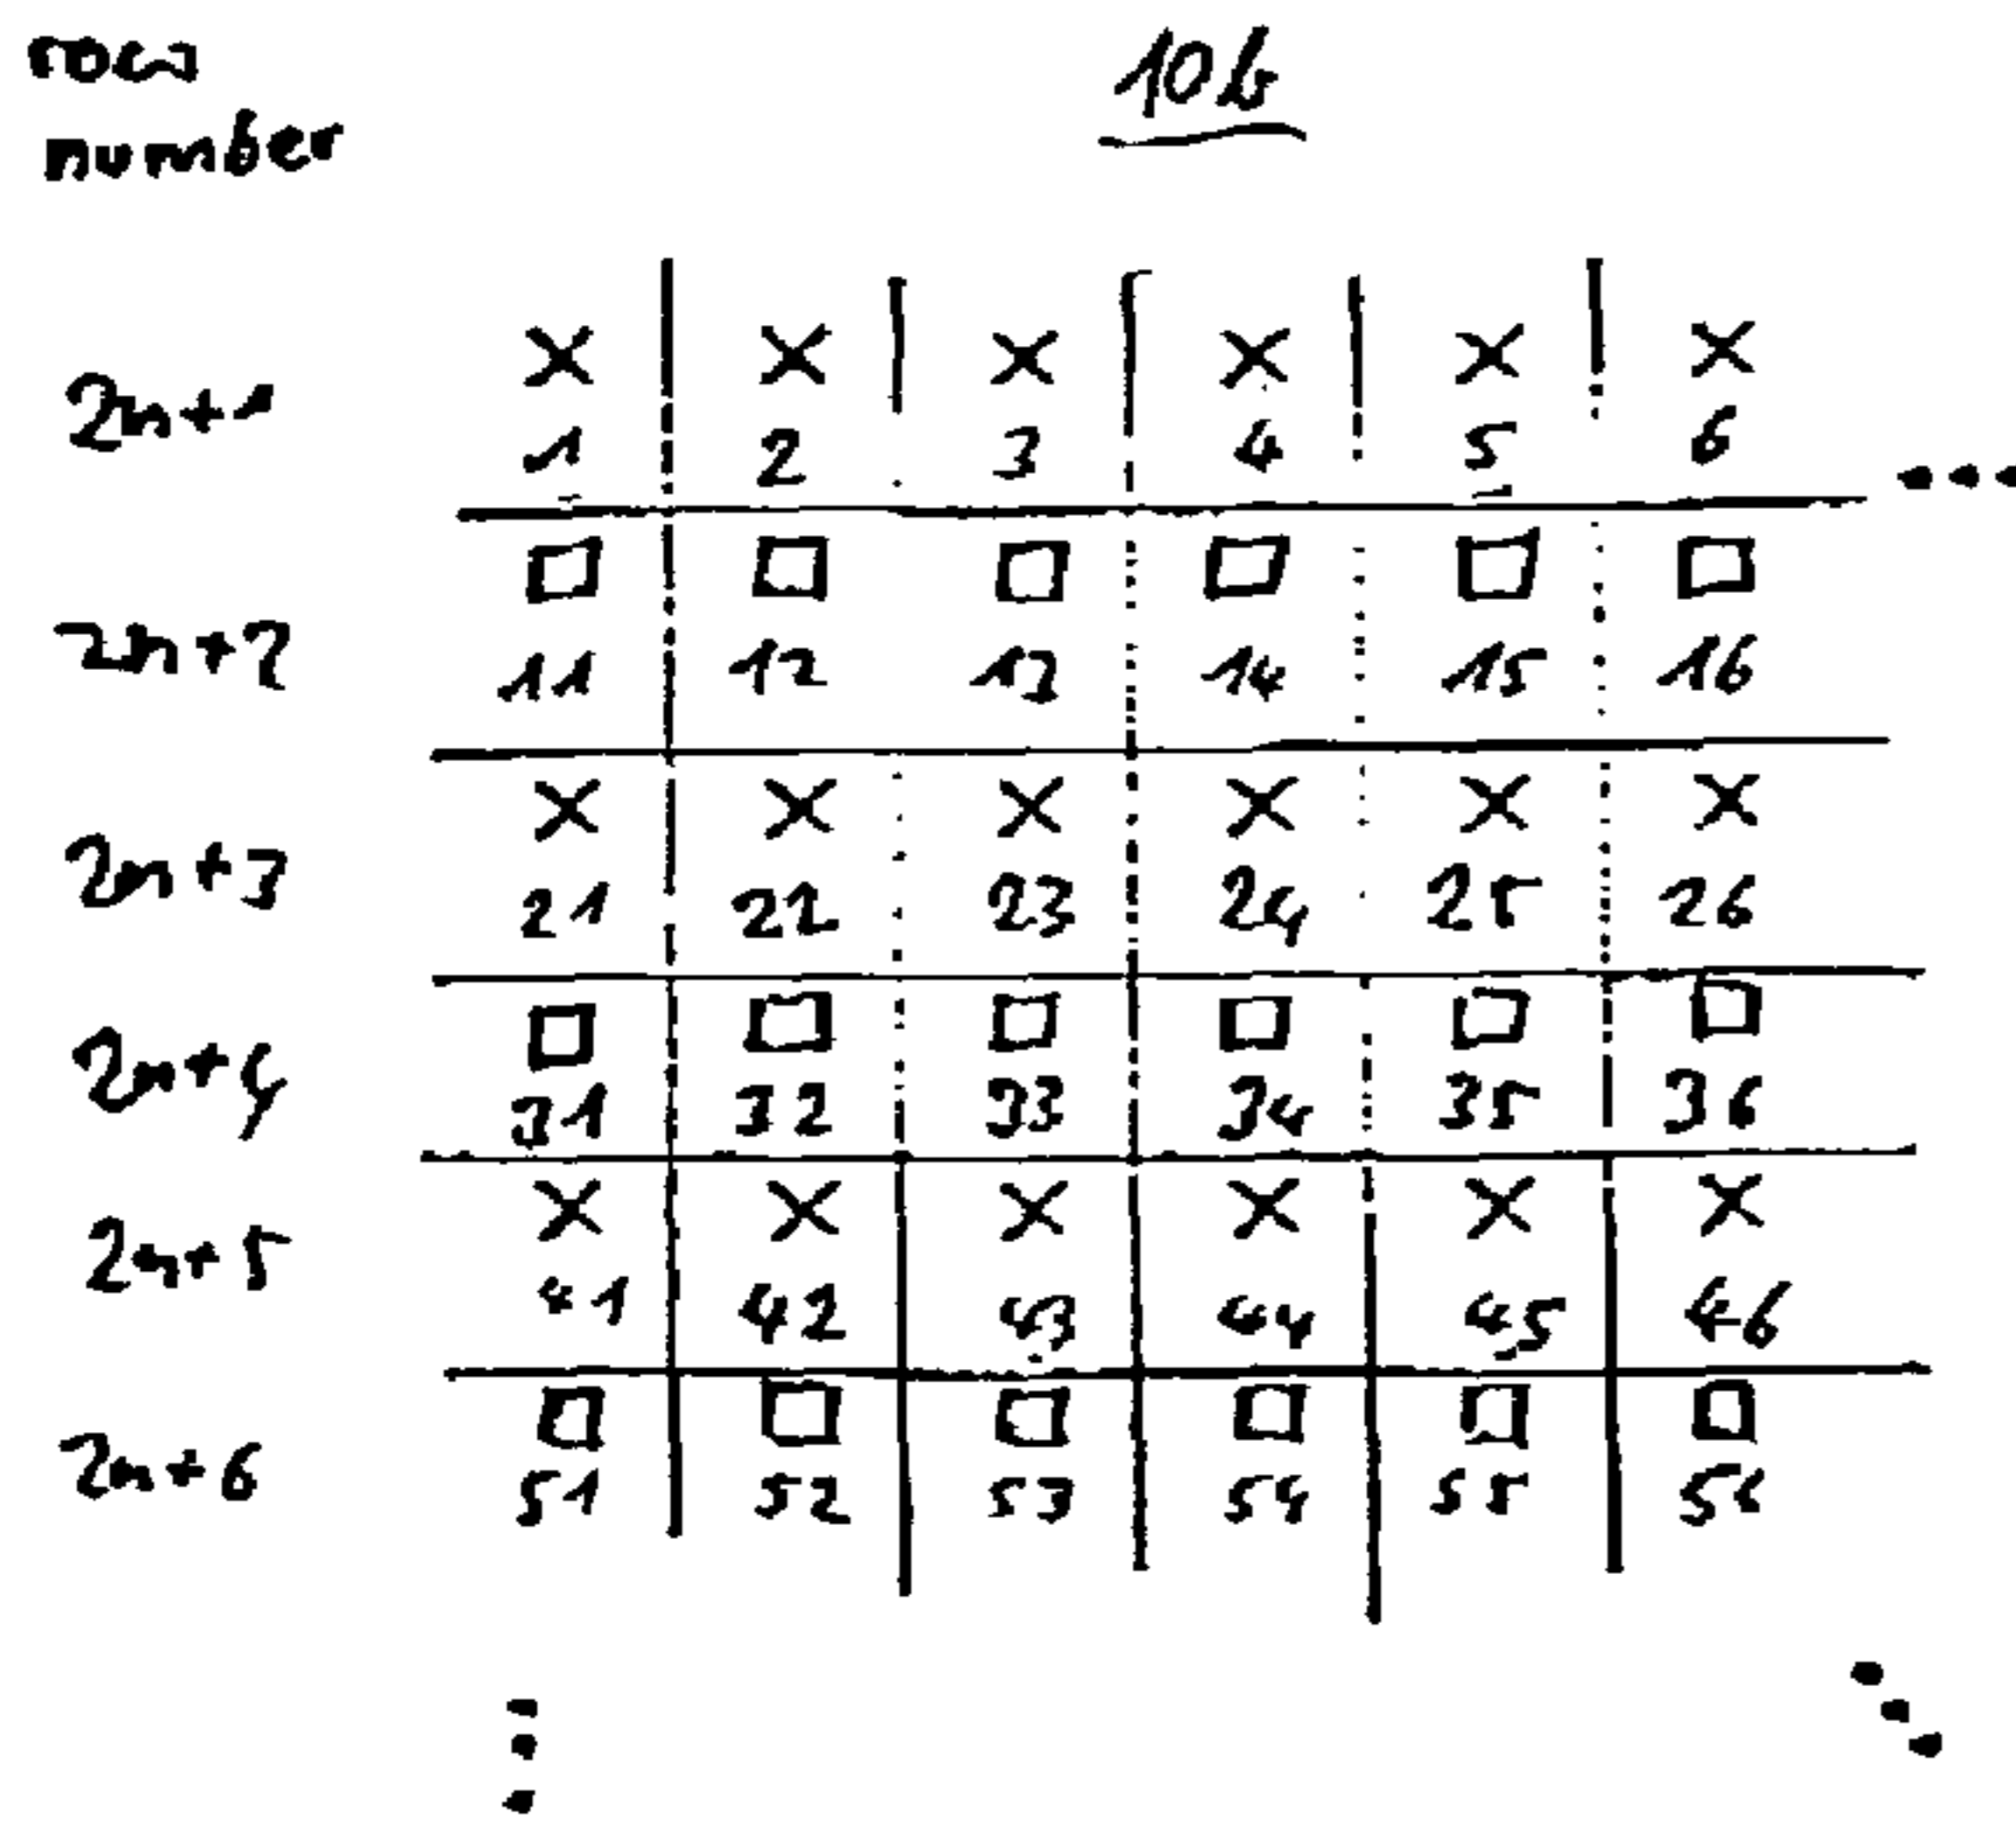 row
10b
number
× × × × × ×
2n+1
1 2 3 4 5 6
...
□ □ □ □ □ □
2n+2
11 12 13 14 15 16
× × × × × ×
2n+3
21 22 23 24 25 26
□ □ □ □ □ □
2n+4
31 32 33 34 35 36
× × × × × ×
2n+5
41 42 43 44 45 46
□ □ □ □ □ □
2n+6
51 52 53 54 55 56